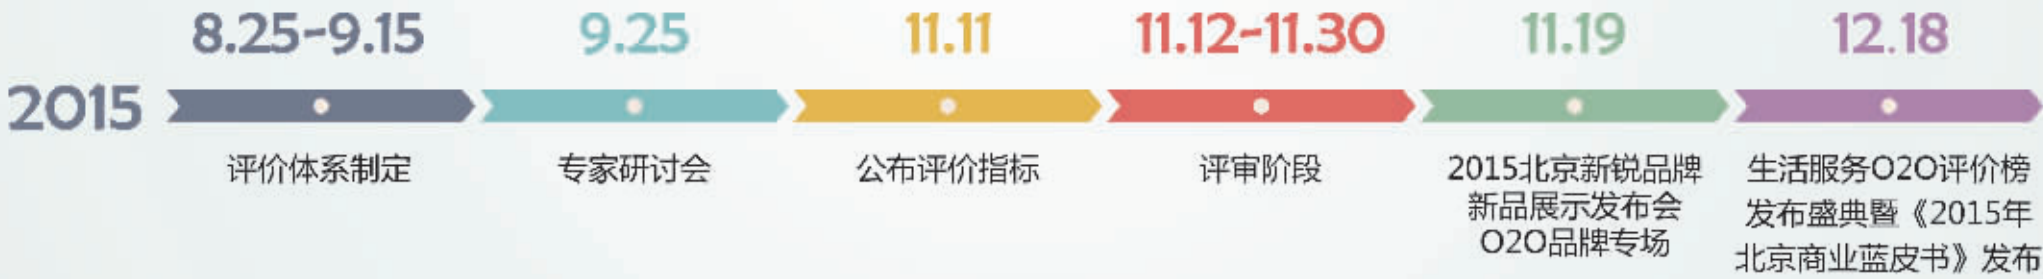 8.25-9.15
9.25
11.11
11.12-11.30
11.19
12.18
2015
评价体系制定
专家研讨会
公布评价指标
评审阶段
2015北京新锐品牌
新品展示发布会
O2O品牌专场
生活服务O2O评价榜
发布盛典暨《2015年
北京商业蓝皮书》发布